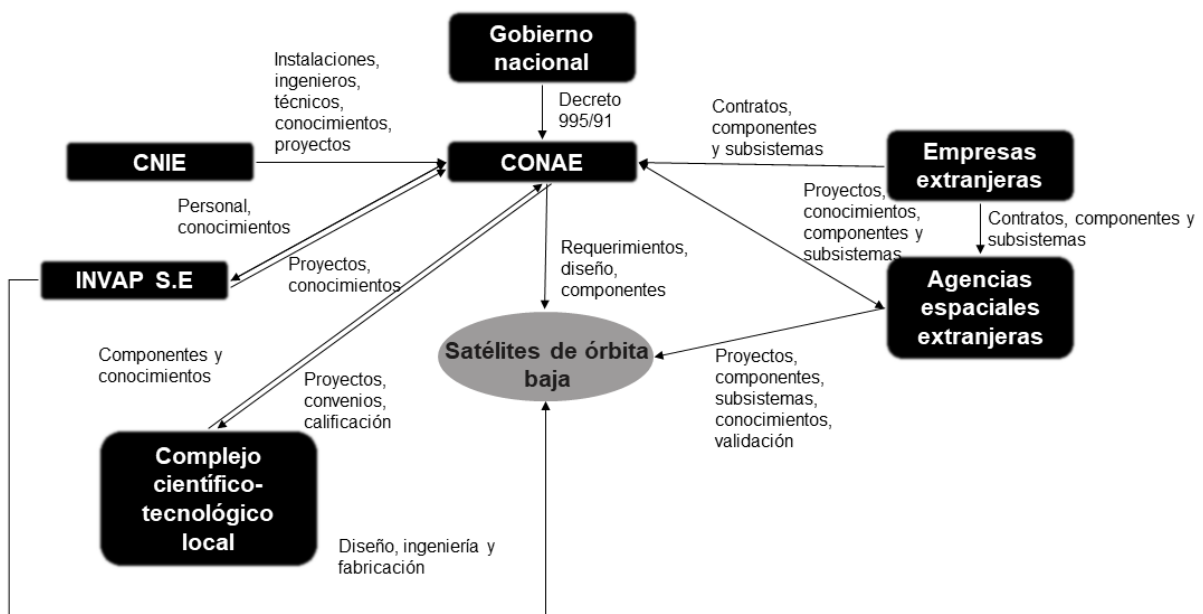 Gobierno
nacional
Instalaciones,
ingenieros,
técnicos,
conocimientos,
proyectos
Decreto
995/91
Contratos,
componentes
y subsistemas
CNIE
CONAE
Empresas
extranjeras
Personal,
conocimientos
Proyectos,
conocimientos,
componentes y
subsistemas
Contratos, componentes y
subsistemas
INVAP S.E
Proyectos,
conocimientos
Requerimientos,
diseño,
componentes
Agencias
espaciales
extranjeras
Satélites de órbita
baja
Componentes y
conocimientos
Proyectos,
convenios,
calificación
Proyectos,
componentes,
subsistemas,
conocimientos,
validación
Complejo
científico-
tecnológico
local
Diseño, ingeniería y
fabricación